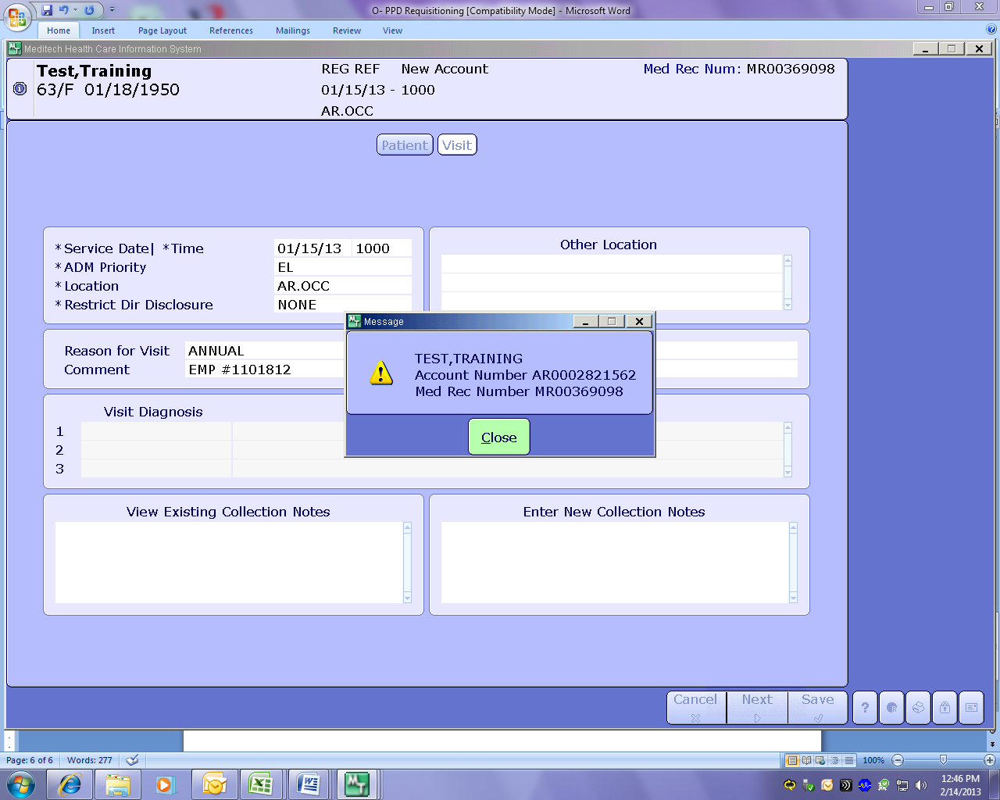 O- PPD Requisitioning [Compatibility Mode] - Microsoft Word
Home Insert Page Layout References Mailings Review View
Meditech Health Care Information System
Test,Training REG REF New Account Med Rec Num: MR00369098
63/F 01/18/1950 01/15/13 - 1000
AR.OCC
Patient Visit
*Service Date| *Time 01/15/13 1000
*ADM Priority EL
*Location AR.OCC
*Restrict Dir Disclosure NONE
Other Location
Reason for Visit ANNUAL
Comment EMP #1101812
Message
TEST,TRAINING
Account Number AR0002821562
Med Rec Number MR00369098
Close
Visit Diagnosis
1
2
3
View Existing Collection Notes
Enter New Collection Notes
Cancel Next Save
Page: 6 of 6 Words: 277 100%
12:46 PM
2/14/2013